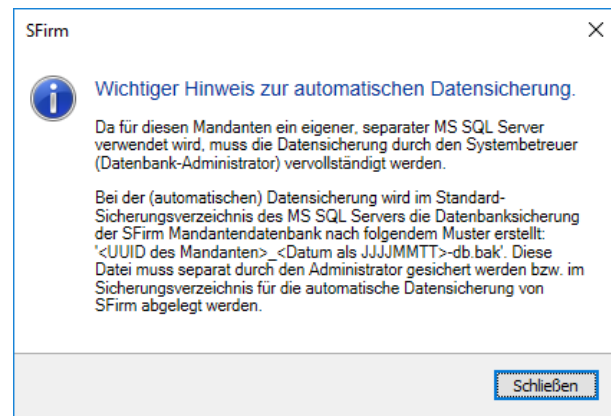 SFirm
Wichtiger Hinweis zur automatischen Datensicherung.
Da für diesen Mandanten ein eigener, separater MS SQL Server
verwendet wird, muss die Datensicherung durch den Systembetreuer
(Datenbank-Administrator) vervollständigt werden.
Bei der (automatischen) Datensicherung wird im Standard-
Sicherungsverzeichnis des MS SQL Servers die Datenbanksicherung
der SFirm Mandantendatenbank nach folgendem Muster erstellt:
'<UUID des Mandanten>_<Datum als JJJJMMTT>-db.bak'. Diese
Datei muss separat durch den Administrator gesichert werden bzw. im
Sicherungsverzeichnis für die automatische Datensicherung von
SFirm abgelegt werden.
Schließen